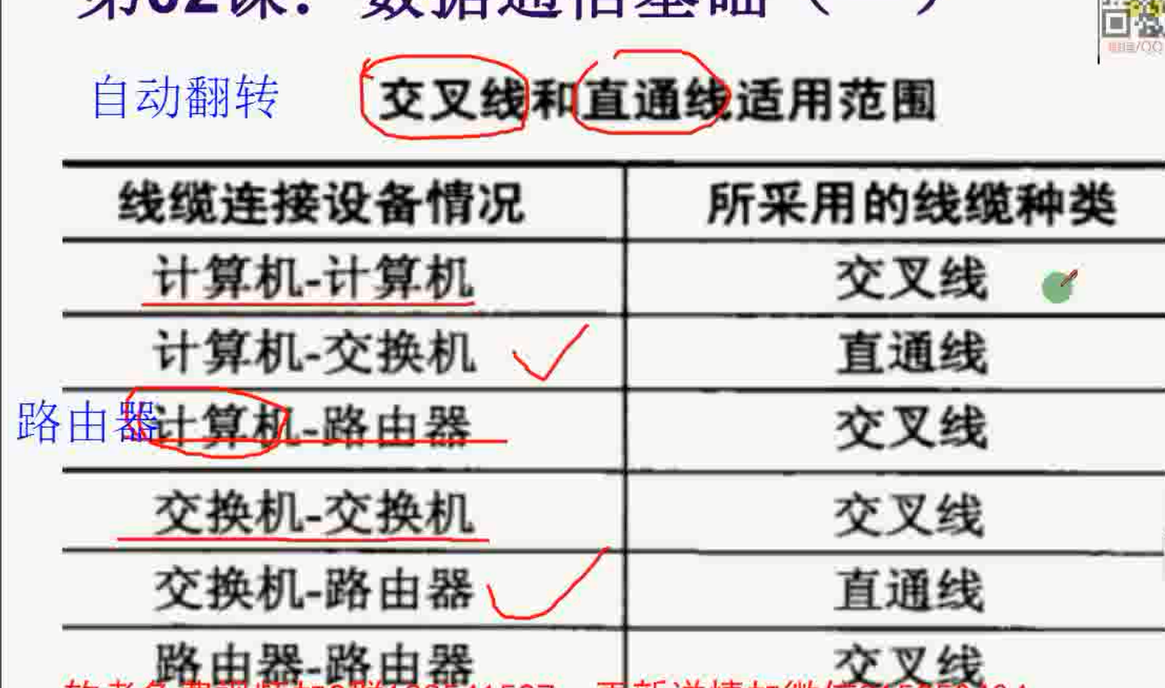 第02课：数据通信基础（一）
自动翻转 交叉线和直通线适用范围
线缆连接设备情况 所采用的线缆种类
计算机-计算机 交叉线
计算机-交换机 直通线
路由器 计算机-路由器 交叉线
交换机-交换机 交叉线
交换机-路由器 直通线
路由器-路由器 交叉线